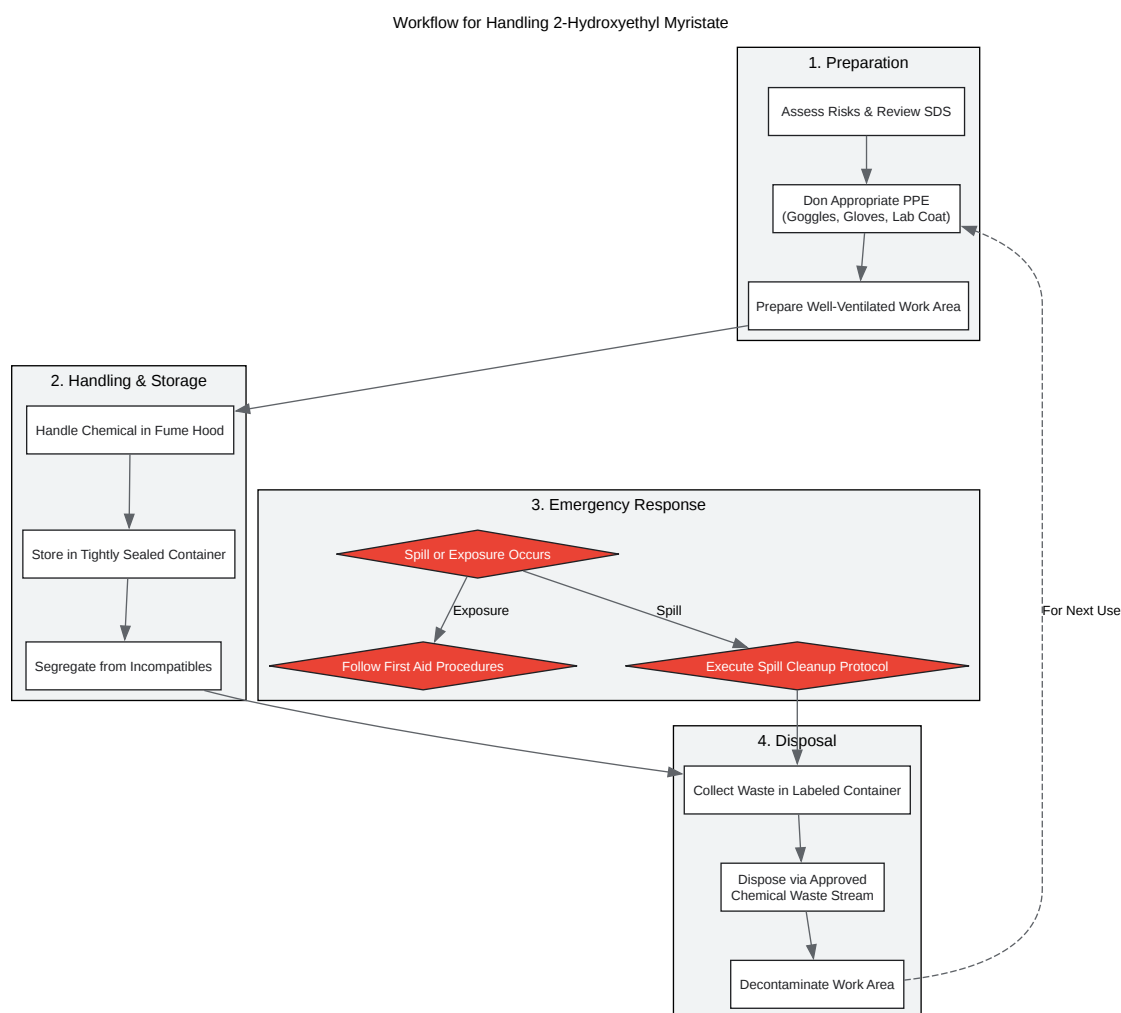 Workflow for Handling 2-Hydroxyethyl Myristate
1. Preparation
Assess Risks & Review SDS
Don Appropriate PPE
(Goggles, Gloves, Lab Coat)
Prepare Well-Ventilated Work Area
2. Handling & Storage
Handle Chemical in Fume Hood
Store in Tightly Sealed Container
Segregate from Incompatibles
3. Emergency Response
Spill or Exposure Occurs
Exposure
Spill
Follow First Aid Procedures
Execute Spill Cleanup Protocol
For Next Use
4. Disposal
Collect Waste in Labeled Container
Dispose via Approved
Chemical Waste Stream
Decontaminate Work Area